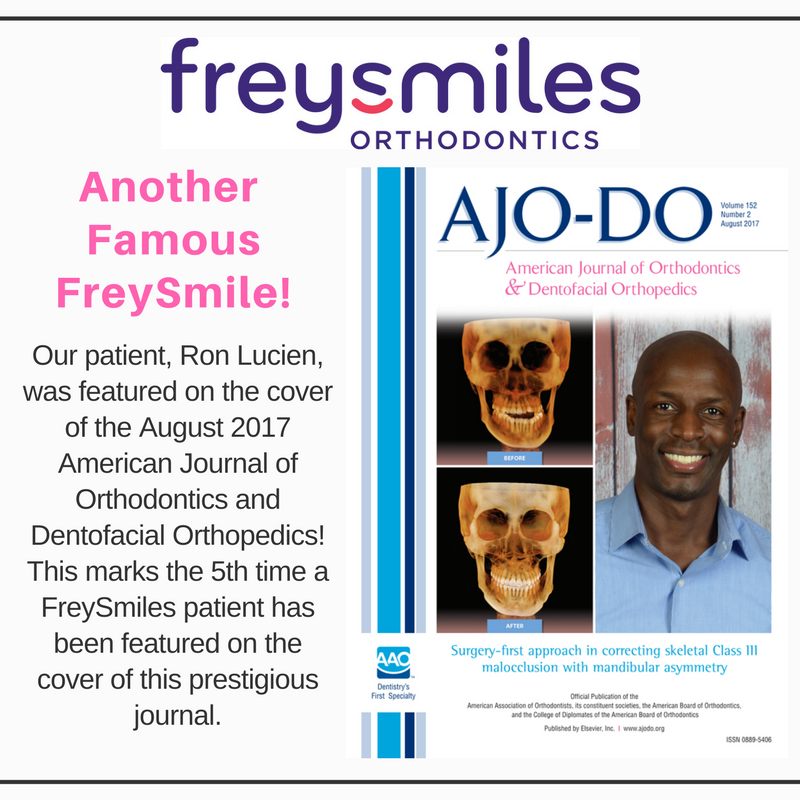 freysmiles
ORTHODONTICS
Another
Famous
FreySmile!
Our patient, Ron Lucien,
was featured on the cover
of the August 2017
American Journal of
Orthodontics and
Dentofacial Orthopedics!
This marks the 5th time a
FreySmiles patient has
been featured on the
cover of this prestigious
journal.
AJO-DO
Volume 152
Number 2
August 2017
American Journal of Orthodontics
& Dentofacial Orthopedics
BEFORE
AFTER
AAO
Dentistry's
First Specialty
Surgery-first approach in correcting skeletal Class III
malocclusion with mandibular asymmetry
Official Publication of the
American Association of Orthodontists, its constituent societies, the American Board of Orthodontics,
and the College of Diplomates of the American Board of Orthodontics
Published by Elsevier, Inc. | www.ajodo.org
ISSN 0889-5406